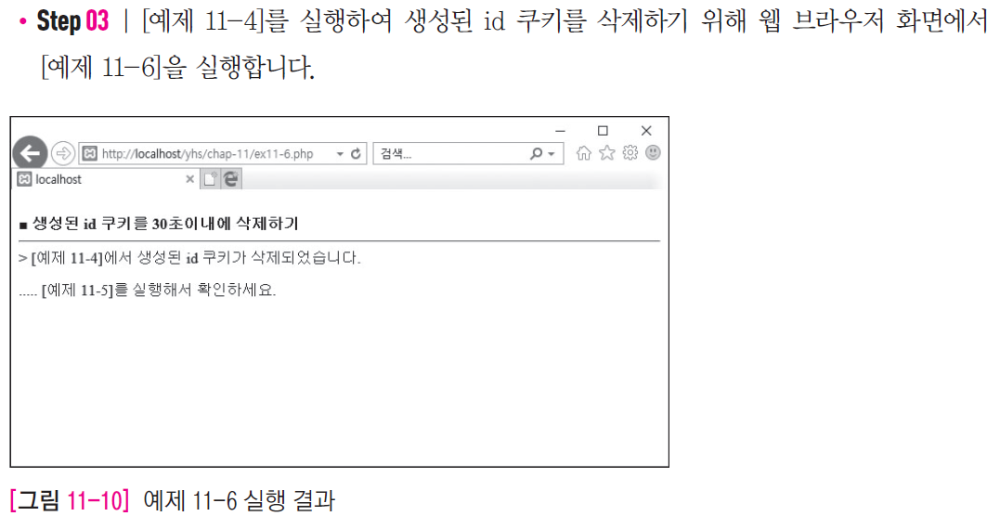 • Step 03 | [예제 11-4]를 실행하여 생성된 id 쿠키를 삭제하기 위해 웹 브라우저 화면에서
[예제 11-6]을 실행합니다.
http://localhost/yhs/chap-11/ex11-6.php 검색...
localhost
■ 생성된 id 쿠키를 30초이내에 삭제하기
> [예제 11-4]에서 생성된 id 쿠키가 삭제되었습니다.
..... [예제 11-5]를 실행해서 확인하세요.
[그림 11-10] 예제 11-6 실행 결과